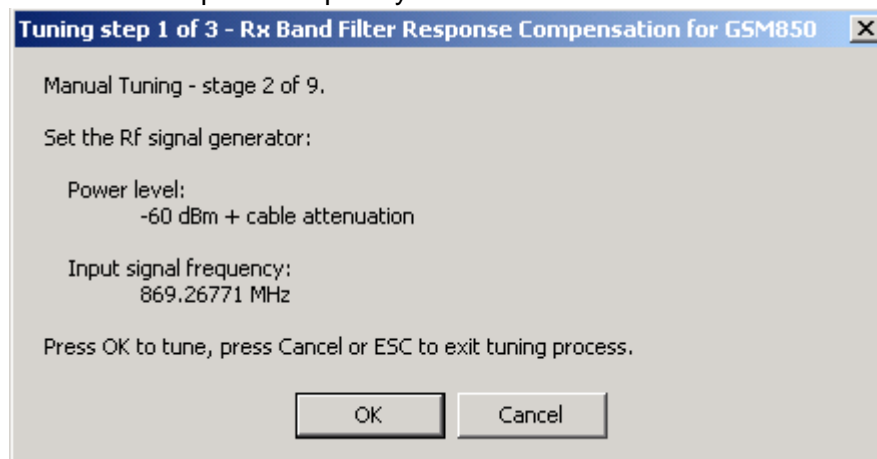 Tuning step 1 of 3 - Rx Band Filter Response Compensation for GSM850
Manual Tuning - stage 2 of 9.
Set the Rf signal generator:
Power level:
-60 dBm + cable attenuation
Input signal frequency:
869.26771 MHz
Press OK to tune, press Cancel or ESC to exit tuning process.
OK
Cancel